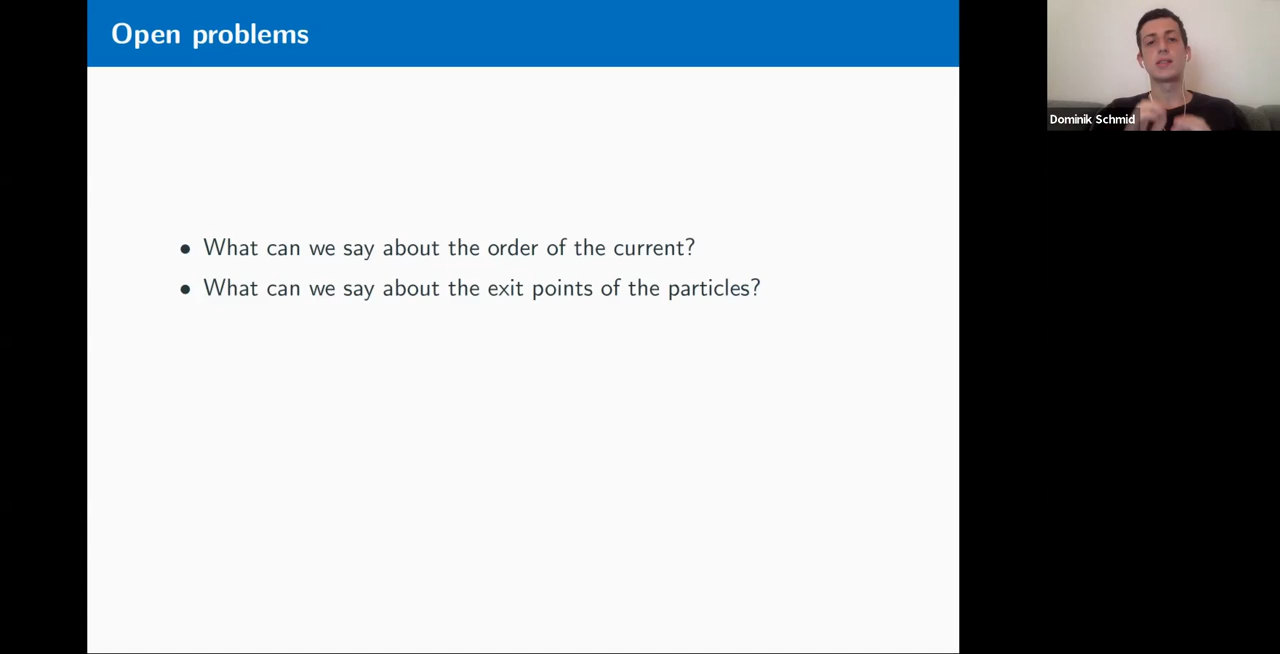 Open problems
Dominik Schmid
• What can we say about the order of the current?
• What can we say about the exit points of the particles?